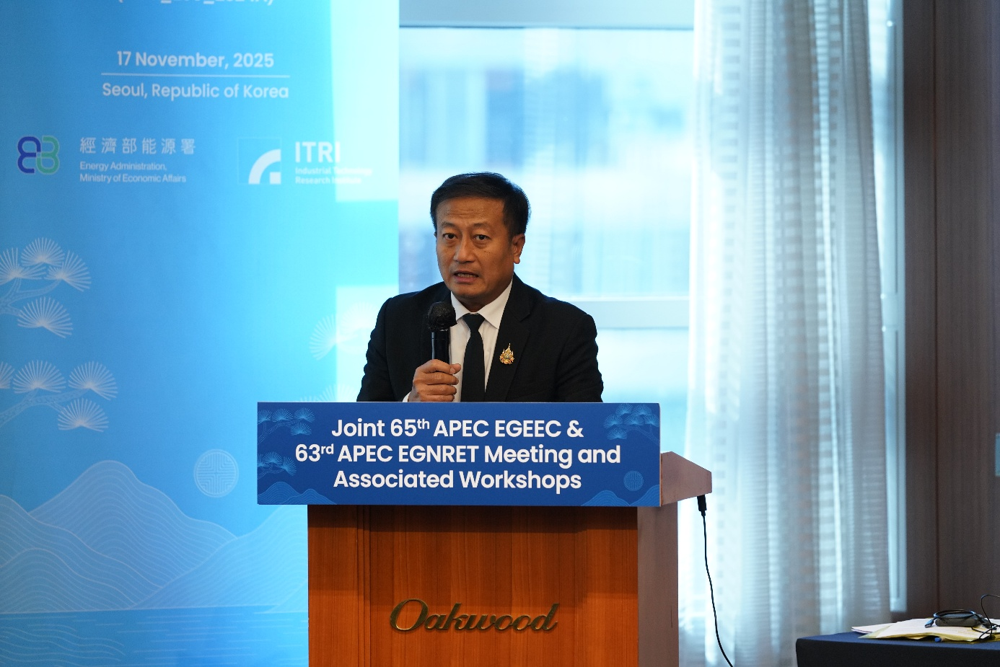 17 November, 2025
Seoul, Republic of Korea
經濟部能源署
Energy Administration,
Ministry of Economic Affairs
ITRI
Industrial Technology
Research Institute
Joint 65th APEC EGEEC &
63rd APEC EGNRET Meeting and
Associated Workshops
Oakwood